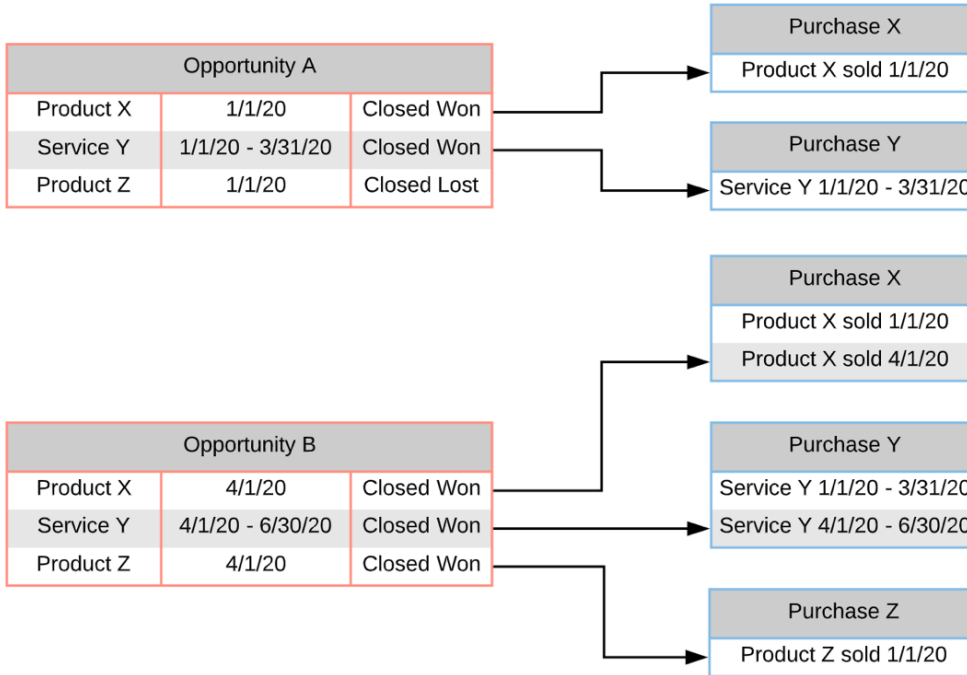 Opportunity A
Product X 1/1/20 Closed Won
Service Y 1/1/20 - 3/31/20 Closed Won
Product Z 1/1/20 Closed Lost
Purchase X
Product X sold 1/1/20
Purchase Y
Service Y 1/1/20 - 3/31/20
Purchase X
Product X sold 1/1/20
Product X sold 4/1/20
Opportunity B
Product X 4/1/20 Closed Won
Service Y 4/1/20 - 6/30/20 Closed Won
Product Z 4/1/20 Closed Won
Purchase Y
Service Y 1/1/20 - 3/31/20
Service Y 4/1/20 - 6/30/20
Purchase Z
Product Z sold 1/1/20